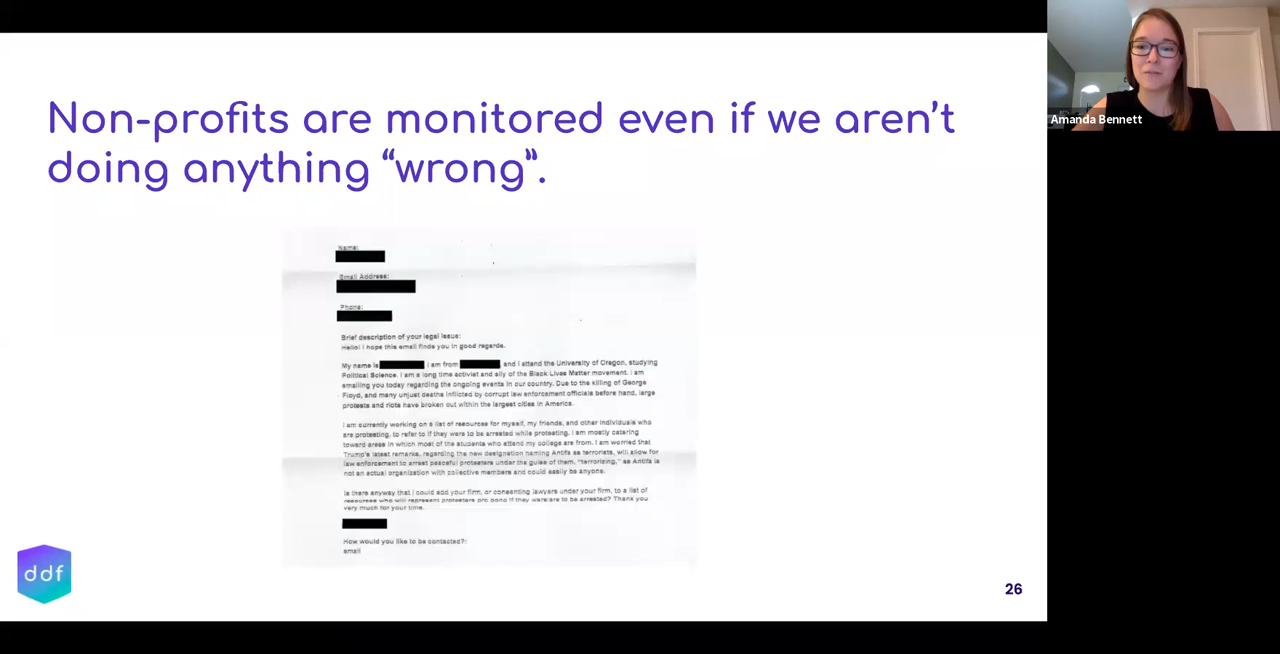 Non-profits are monitored even if we aren't
doing anything “wrong”.
Name:
Email Address:
Phone:
Brief description of your legal issue:
Hello! I hope this email finds you in good regards.
My name is I am from and I attend the University of Oregon, studying
Political Science. I am a long time activist and ally of the Black Lives Matter movement. I am
emailing you today regarding the ongoing events in our country. Due to the killing of George
Floyd, and many unjust deaths inflicted by corrupt law enforcement officials before hand, large
protests and riots have broken out within the largest cities in America.
I am currently working on a list of resources for myself, my friends, and other individuals who
are protesting, to refer to if they were to be arrested while protesting. I am mostly catering
toward areas in which most of the students who attend my college are from. I am worried that
Trump's latest remarks, regarding the new designation naming Antifa as terrorists, will allow for
law enforcement to arrest peaceful protesters under the guise of them, "terrorizing," as Antifa is
not an actual organization with collective members and could easily be anyone.
Is there anyway that I could add your firm, or consenting lawyers under your firm, to a list of
resources who will represent protesters pro bono if they were to be arrested? Thank you
very much for your time.
How would you like to be contacted?:
email
ddf
26
Amanda Bennett